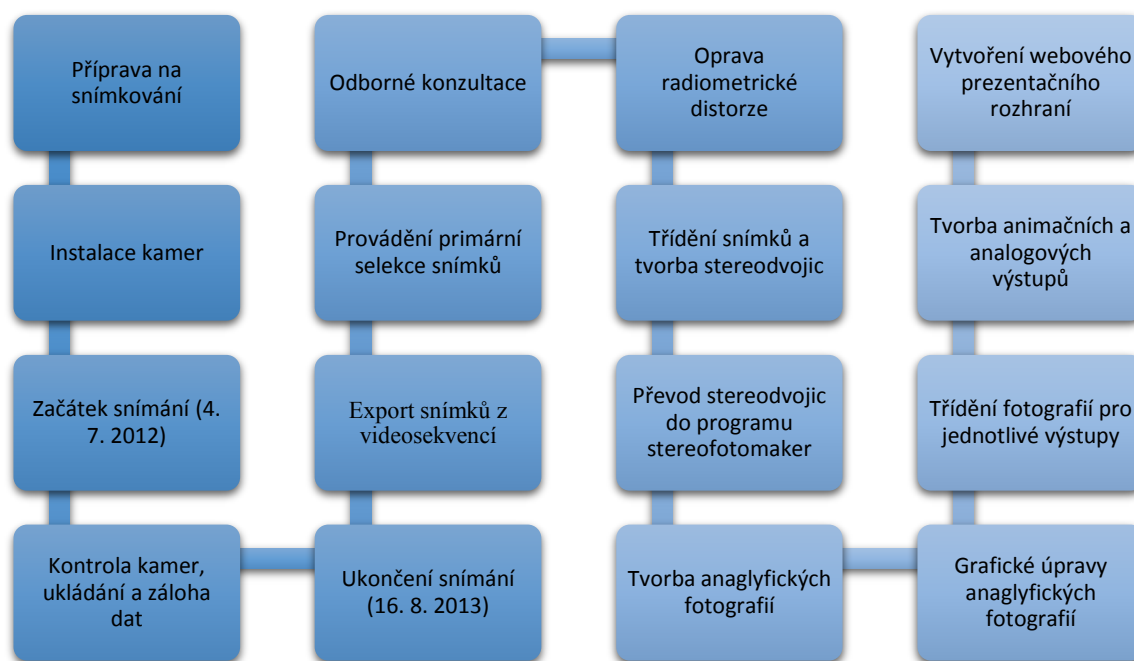 Příprava na
snímkování
Instalace kamer
Začátek snímání (4.
7. 2012)
Kontrola kamer,
ukládání a záloha
dat
Ukončení snímání
(16. 8. 2013)
Export snímků z
videosekvencí
Provádění primární
selekce snímků
Odborné konzultace
Oprava
radiometrické
distorze
Třídění snímků a
tvorba stereodvojic
Převod stereodvojic
do programu
stereofotomaker
Tvorba anaglyfických
fotografií
Grafické úpravy
anaglyfických
fotografií
Třídění fotografií pro
jednotlivé výstupy
Tvorba animačních a
analogových
výstupů
Vytvoření webového
prezentačního
rozhraní